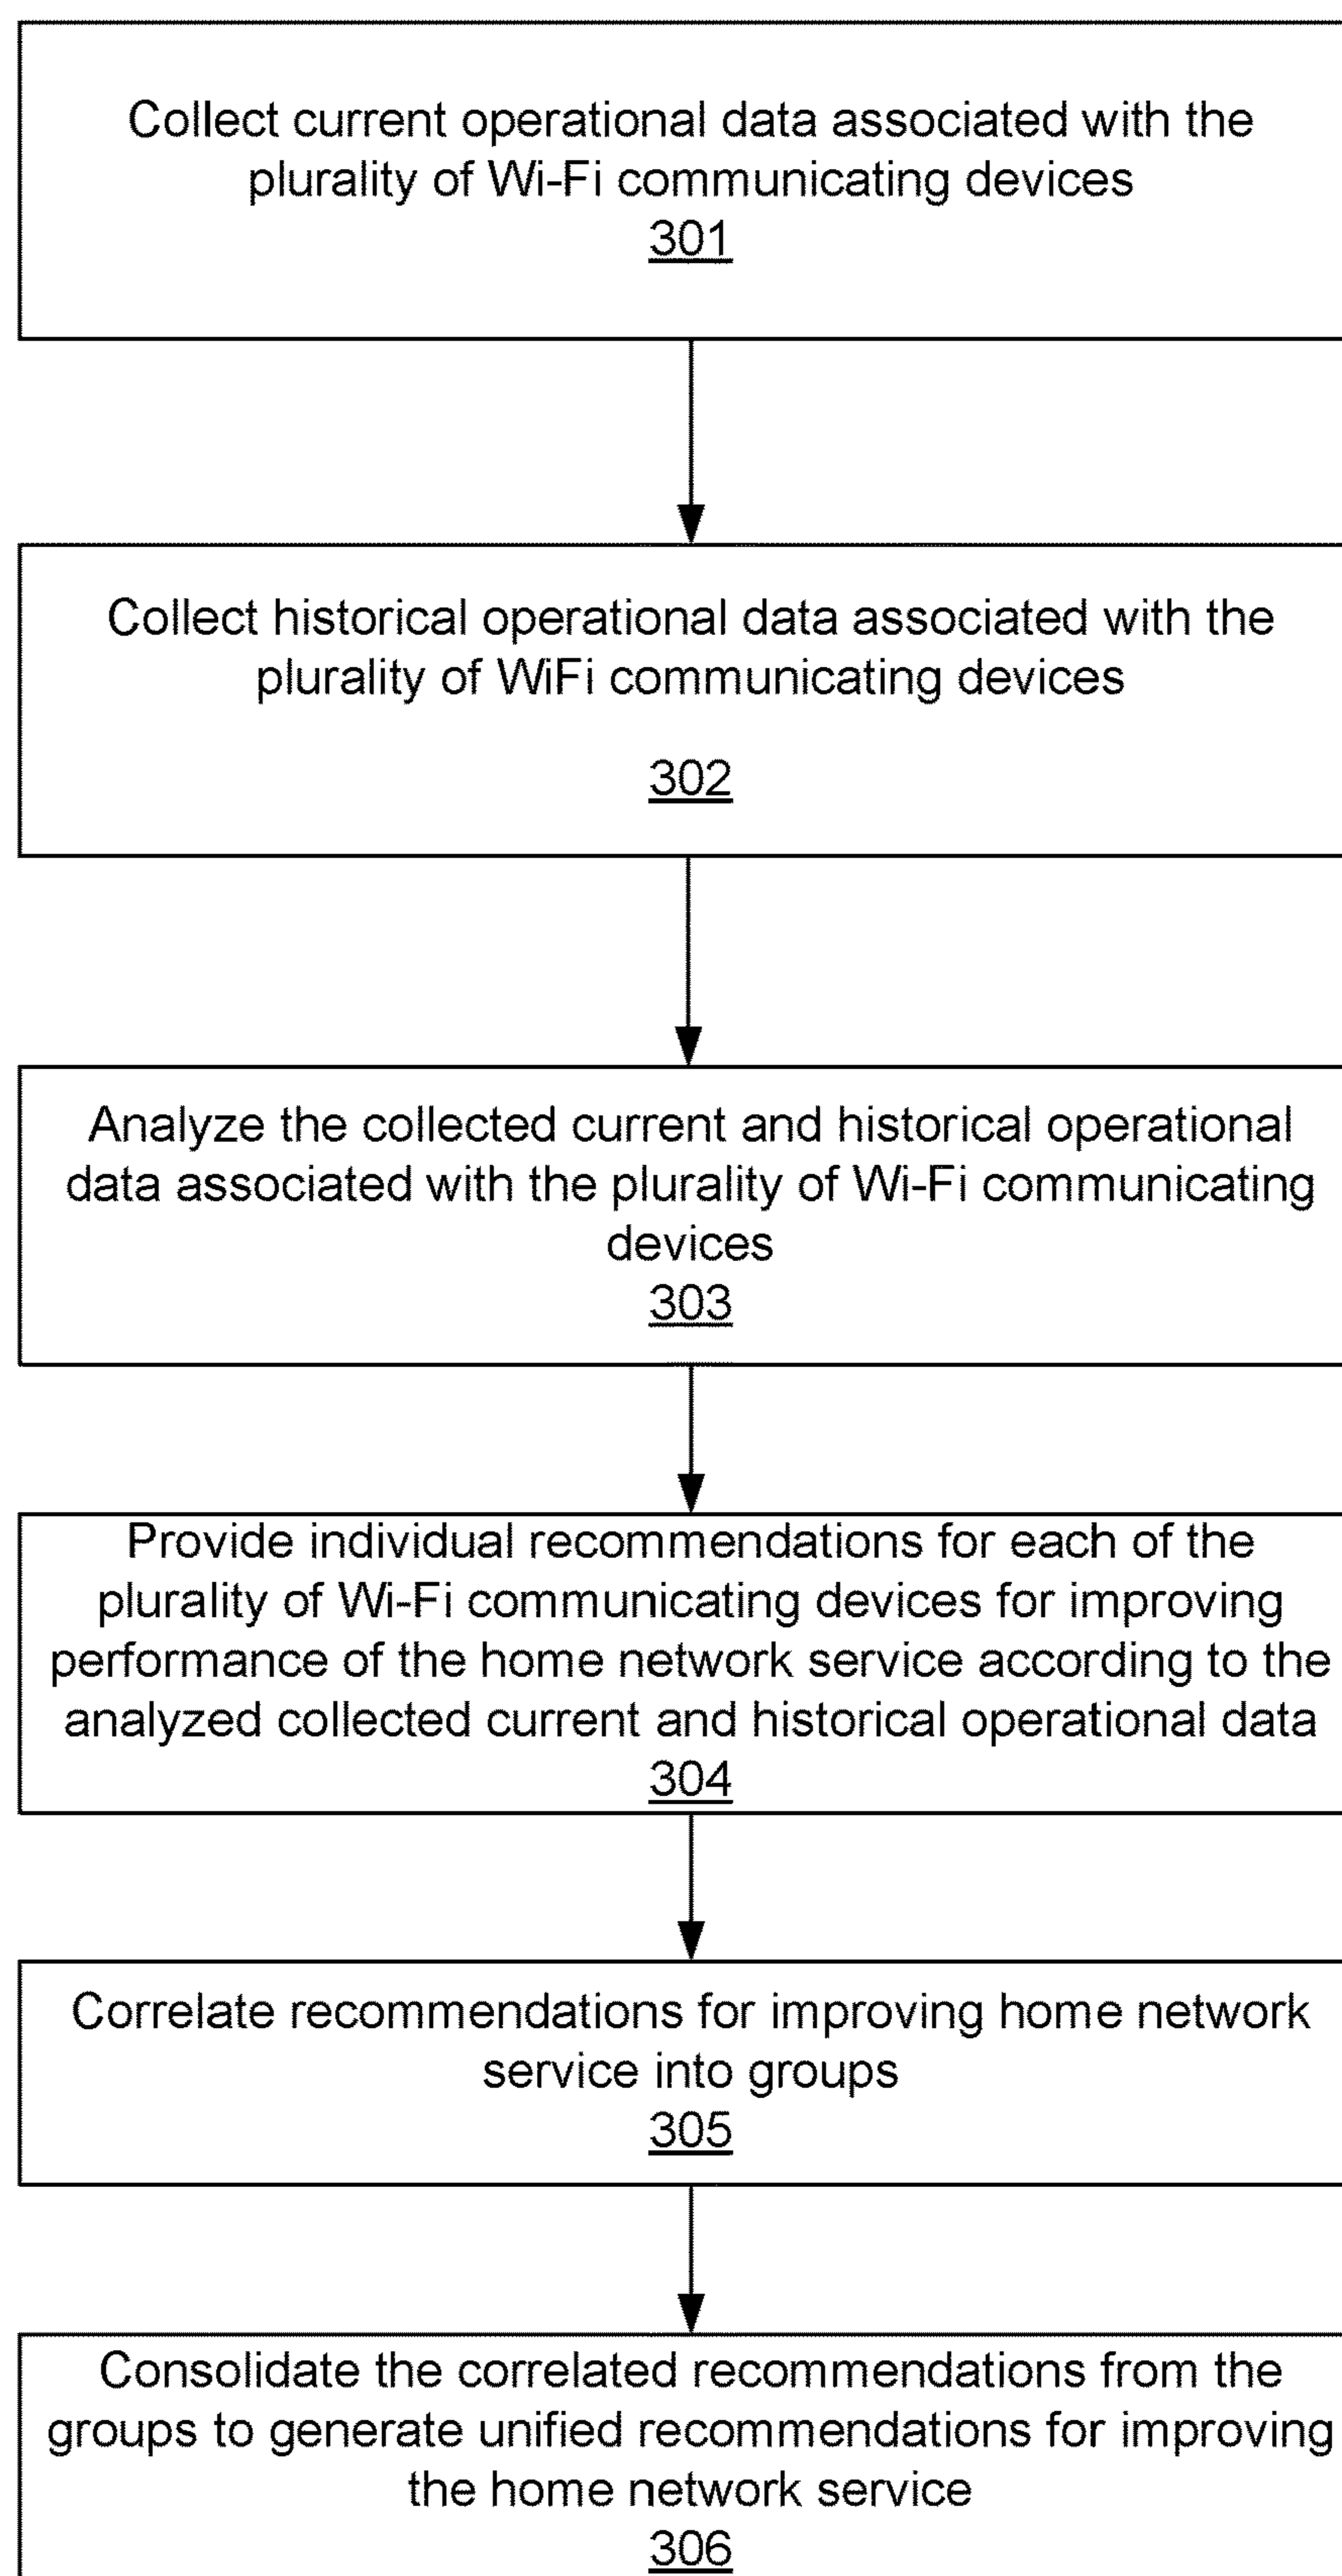 Collect current operational data associated with the
plurality of Wi-Fi communicating devices
301
Collect historical operational data associated with the
plurality of WiFi communicating devices
302
Analyze the collected current and historical operational
data associated with the plurality of Wi-Fi communicating
devices
303
Provide individual recommendations for each of the
plurality of Wi-Fi communicating devices for improving
performance of the home network service according to the
analyzed collected current and historical operational data
304
Correlate recommendations for improving home network
service into groups
305
Consolidate the correlated recommendations from the
groups to generate unified recommendations for improving
the home network service
306